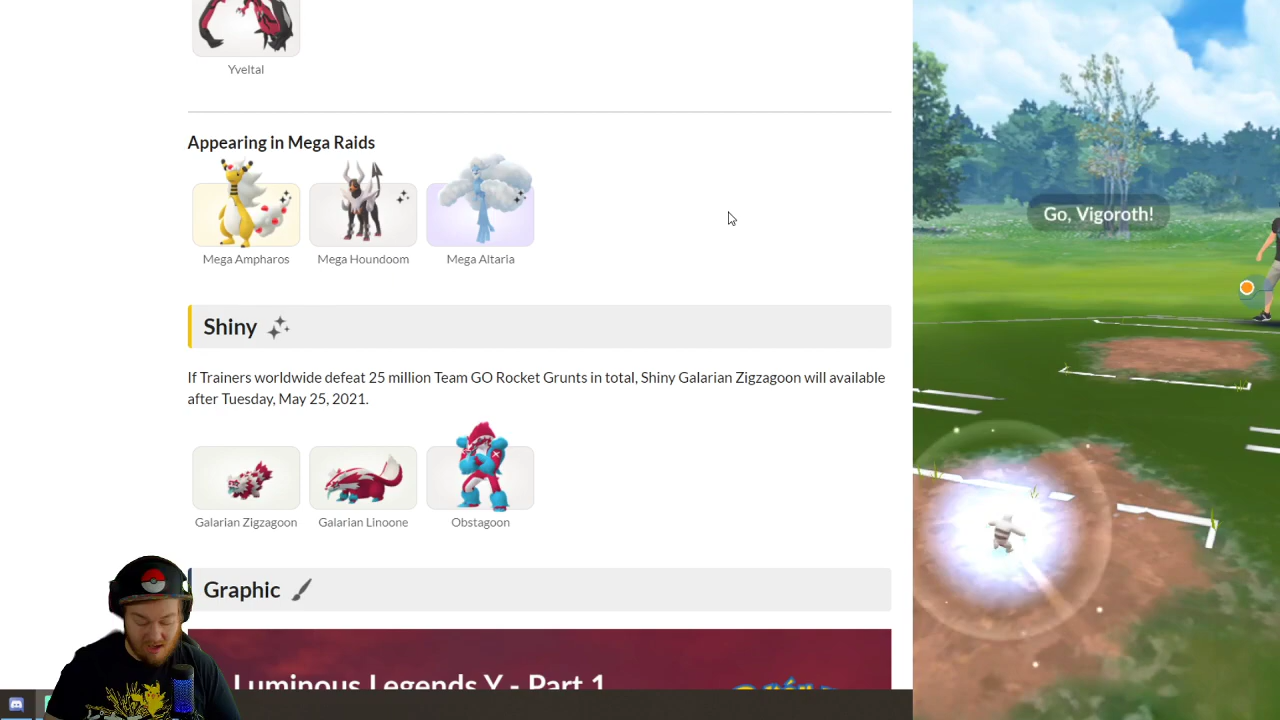 Yveltal
Appearing in Mega Raids
Mega Ampharos
Mega Houndoom
Mega Altaria
Go, Vigoroth!
Shiny
If Trainers worldwide defeat 25 million Team GO Rocket Grunts in total, Shiny Galarian Zigzagoon will available
after Tuesday, May 25, 2021.
Galarian Zigzagoon
Galarian Linoone
Obstagoon
Graphic
Luminous Legends Y - Part 1